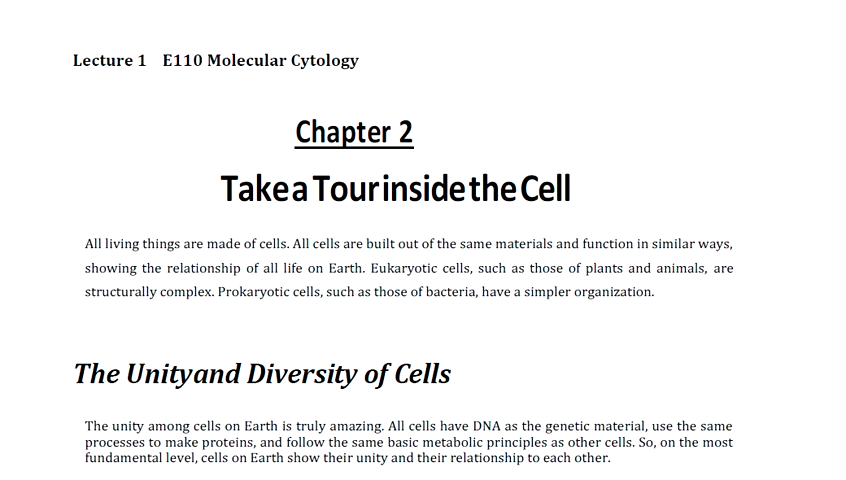 Lecture 1 E110 Molecular Cytology
Chapter 2
Take a Tour inside the Cell
All living things are made of cells. All cells are built out of the same materials and function in similar ways,
showing the relationship of all life on Earth. Eukaryotic cells, such as those of plants and animals, are
structurally complex. Prokaryotic cells, such as those of bacteria, have a simpler organization.
The Unity and Diversity of Cells
The unity among cells on Earth is truly amazing. All cells have DNA as the genetic material, use the same
processes to make proteins, and follow the same basic metabolic principles as other cells. So, on the most
fundamental level, cells on Earth show their unity and their relationship to each other.